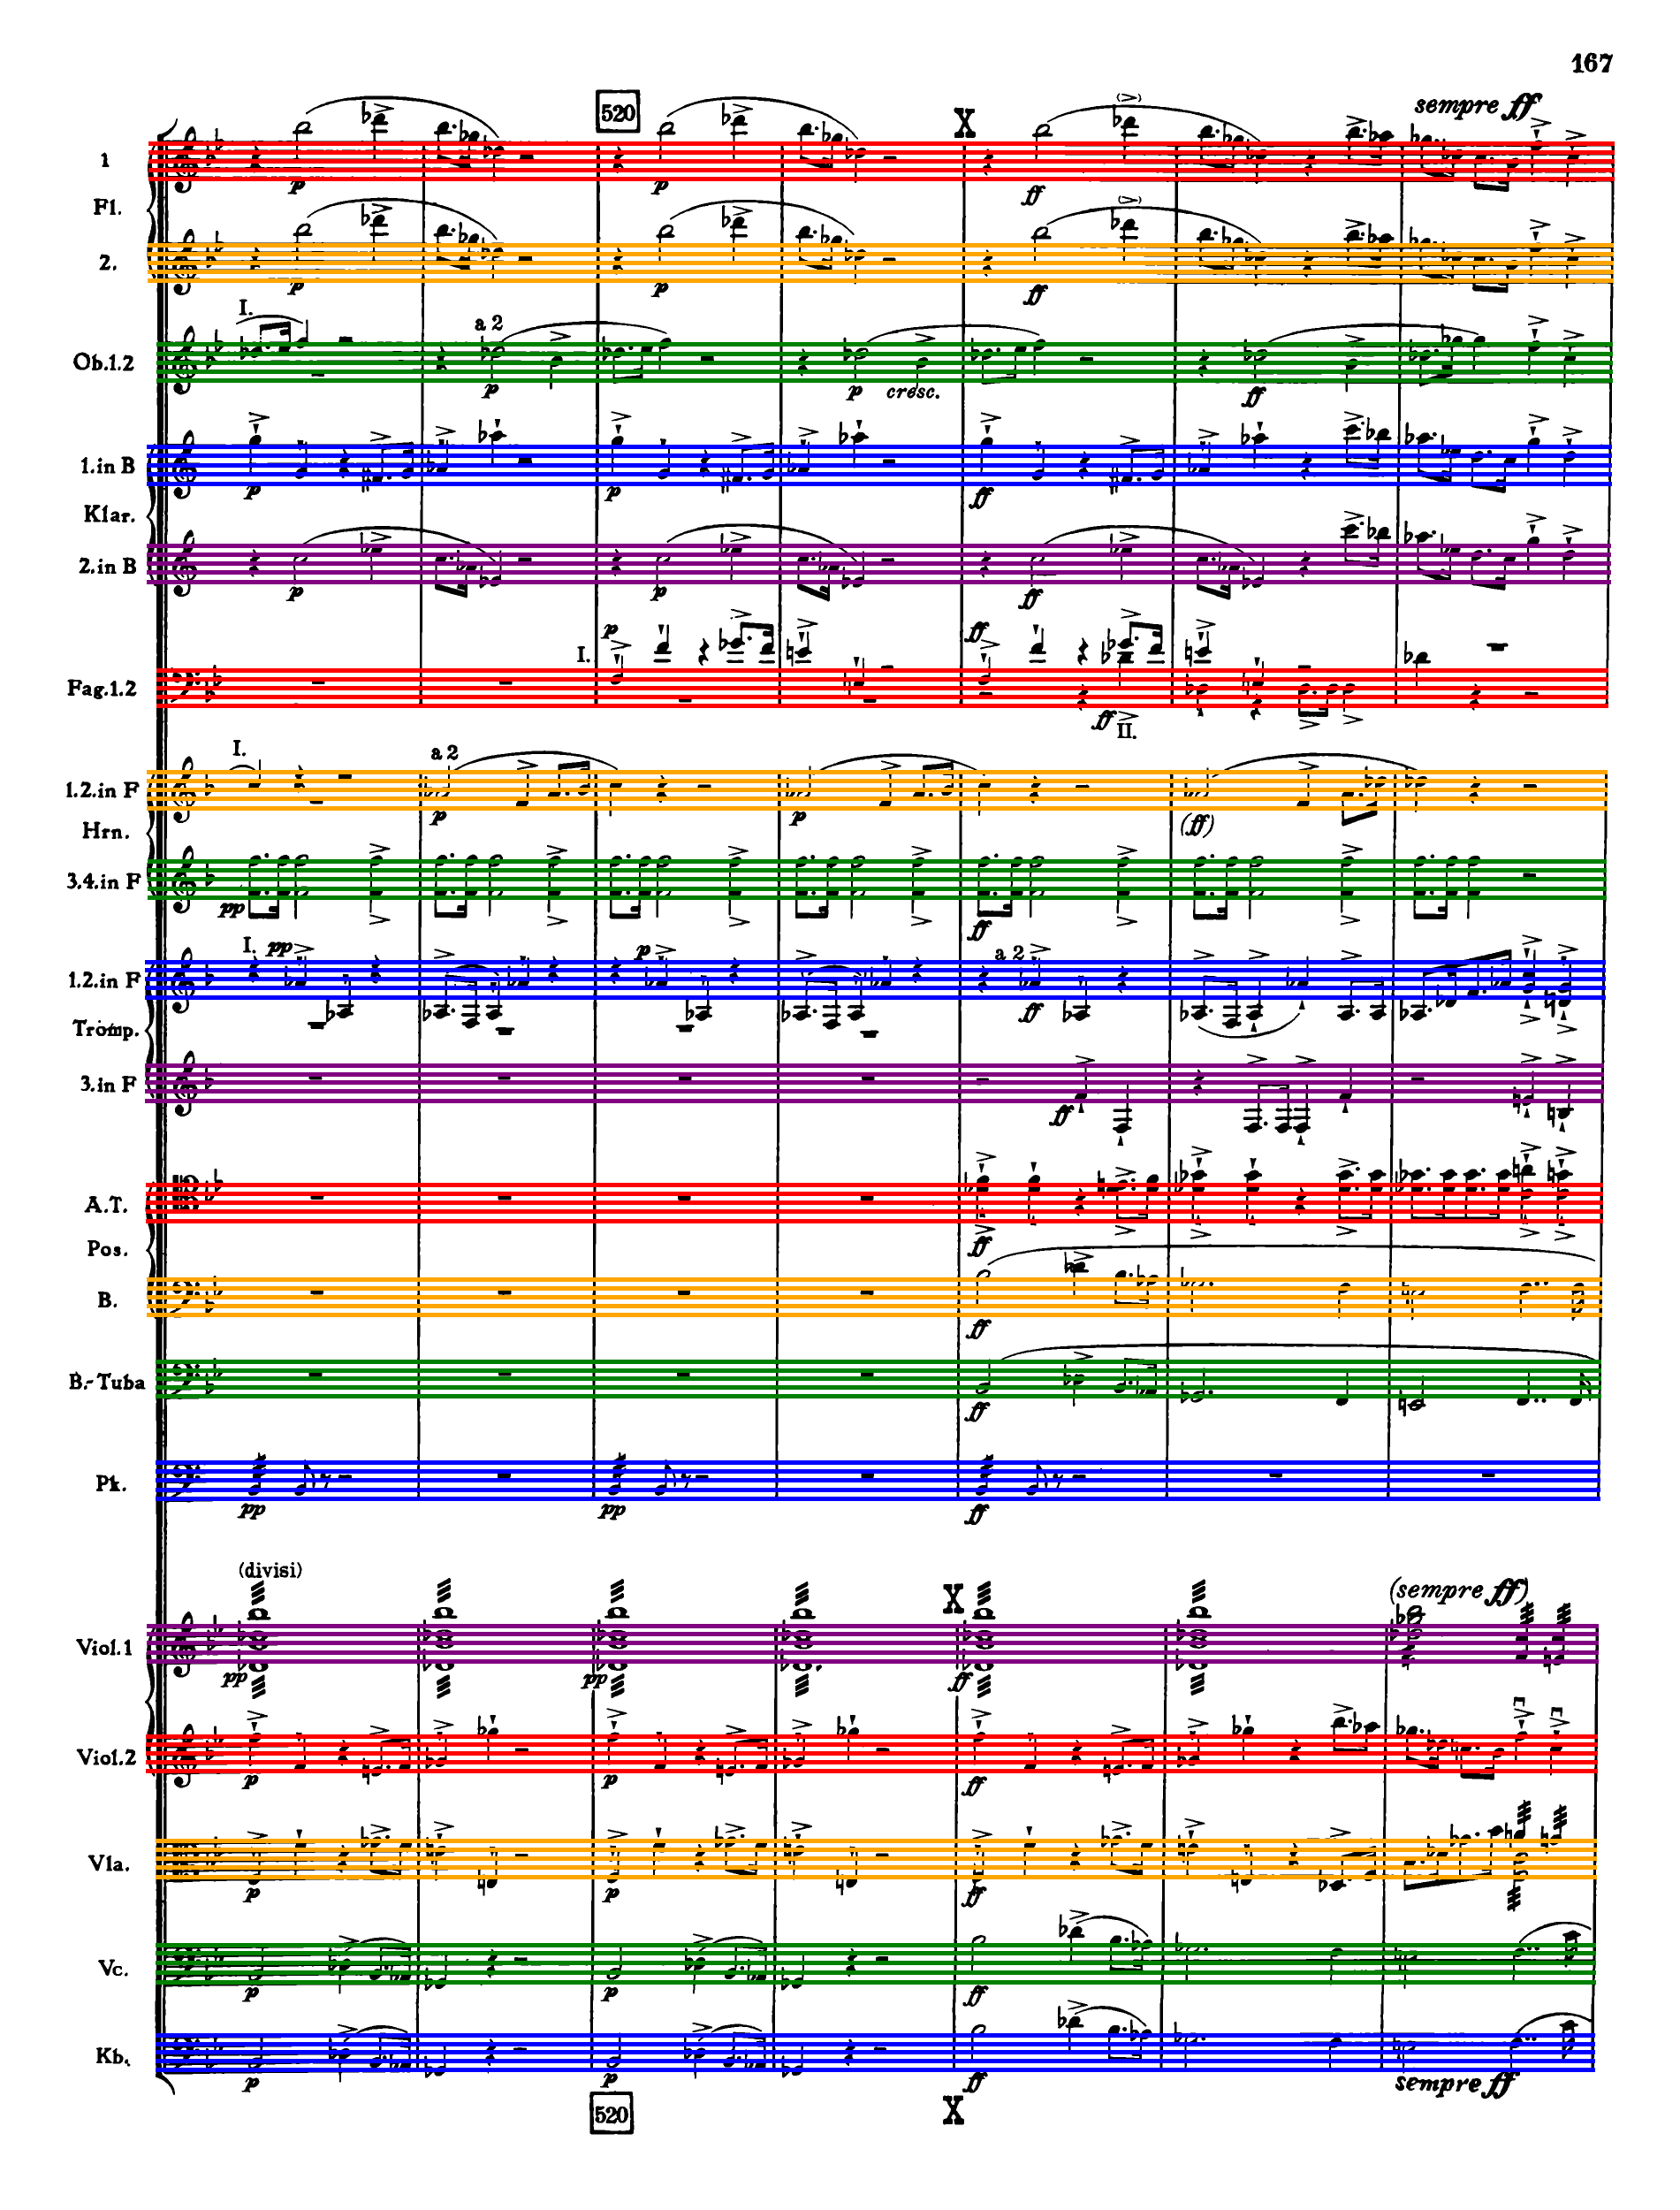 167
520 X sempre ff
1
Fl.
p p ff
2.
p p ff
I. a 2
Ob.1.2
p p cresc. ff
1.in B
p p ff
Klar.
2.in B
p p ff
p ff
I.
Fag.1.2
ff II.
I. a 2
1.2.in F
p p (ff)
Hrn.
3.4.in F
pp ff
I. pp p a 2
1.2.in F
ff
Tromp.
3.in F
ff
A.T.
ff
Pos.
B.
ff
B.-Tuba
ff
Pk.
pp pp ff
(divisi) X (sempre ff)
Viol.1
pp pp ff
Viol.2
p p ff
Vla.
p p ff
Vc.
p p ff
Kb.
p p ff sempre ff
520 X